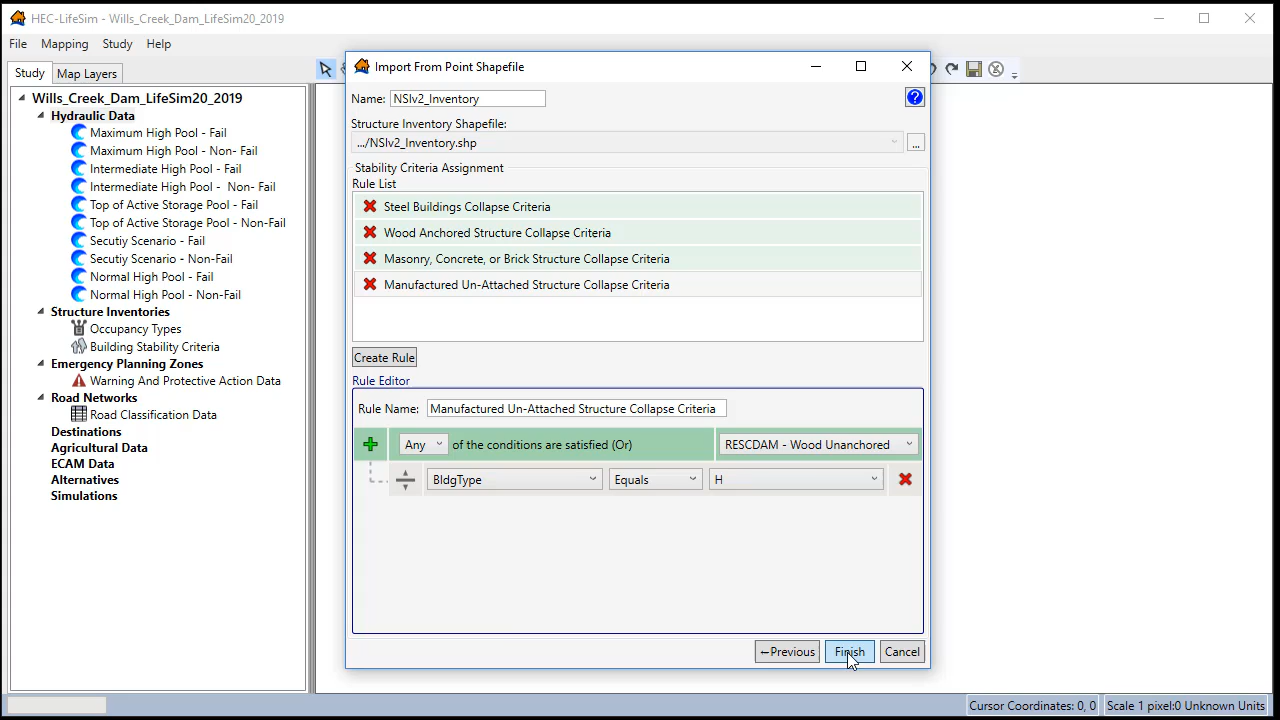 HEC-LifeSim - Wills_Creek_Dam_LifeSim20_2019
File Mapping Study Help
Study Map Layers
Wills_Creek_Dam_LifeSim20_2019
Hydraulic Data
Maximum High Pool - Fail
Maximum High Pool - Non- Fail
Intermediate High Pool - Fail
Intermediate High Pool -  Non- Fail
Top of Active Storage Pool - Fail
Top of Active Storage Pool - Non-Fail
Secutiy Scenario - Fail
Secutiy Scenario - Non-Fail
Normal High Pool - Fail
Normal High Pool - Non-Fail
Structure Inventories
Occupancy Types
Building Stability Criteria
Emergency Planning Zones
Warning And Protective Action Data
Road Networks
Road Classification Data
Destinations
Agricultural Data
ECAM Data
Alternatives
Simulations
Import From Point Shapefile
Name: NSIv2_Inventory
?
Structure Inventory Shapefile:
.../NSIv2_Inventory.shp
...
Stability Criteria Assignment
Rule List
Steel Buildings Collapse Criteria
Wood Anchored Structure Collapse Criteria
Masonry, Concrete, or Brick Structure Collapse Criteria
Manufactured Un-Attached Structure Collapse Criteria
Create Rule
Rule Editor
Rule Name: Manufactured Un-Attached Structure Collapse Criteria
Any of the conditions are satisfied (Or) RESCDAM - Wood Unanchored
BldgType Equals H
←Previous Finish Cancel
Cursor Coordinates: 0, 0 Scale 1 pixel:0 Unknown Units